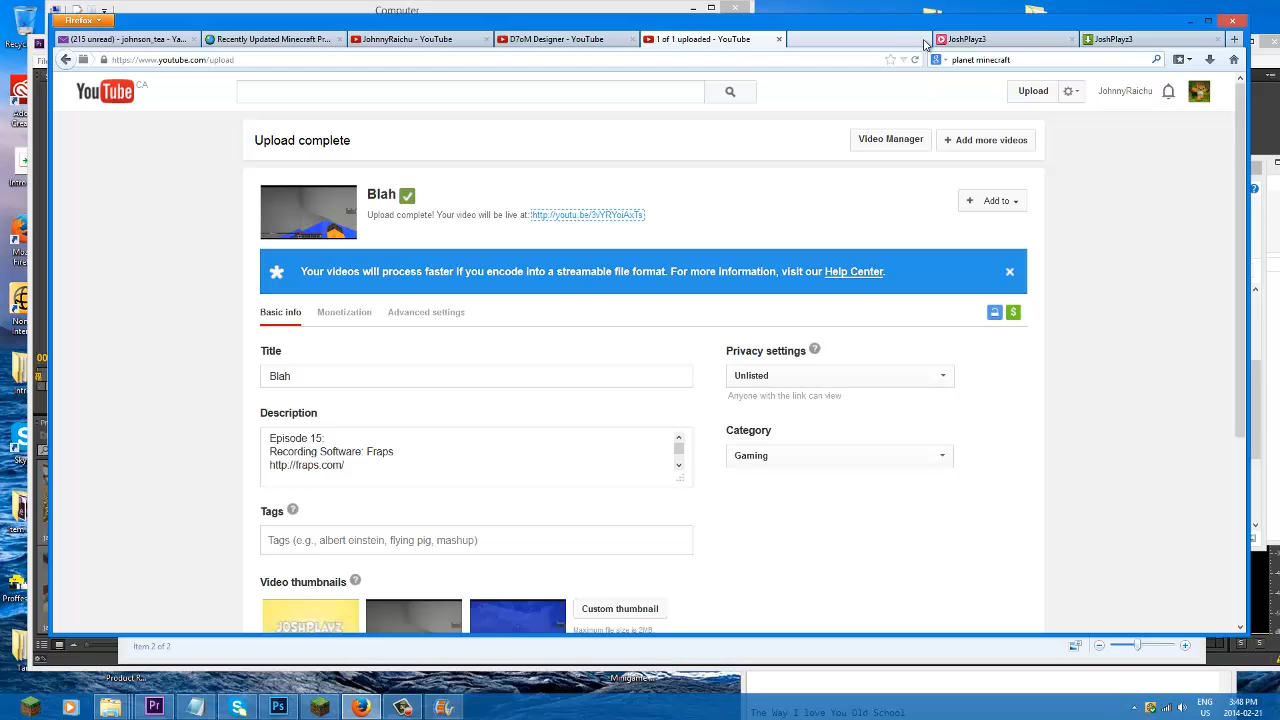 Computer
Firefox
(215 unread) - johnson_tea - Ya...
Recently Updated Minecraft Pr...
JohnnyRaichu - YouTube
D7oM Designer - YouTube
1 of 1 uploaded - YouTube
JoshPlayz3
JoshPlayz3
https://www.youtube.com/upload
planet minecraft
YouTube CA
Upload
JohnnyRaichu
Upload complete
Video Manager
+ Add more videos
Blah
Upload complete! Your video will be live at: http://youtu.be/3vYRYoiAxTs
+ Add to
Your videos will process faster if you encode into a streamable file format. For more information, visit our Help Center.
Basic info
Monetization
Advanced settings
Title
Privacy settings
Blah
Unlisted
Anyone with the link can view
Description
Category
Episode 15:
Recording Software: Fraps
http://fraps.com/
Gaming
Tags
Tags (e.g., albert einstein, flying pig, mashup)
Video thumbnails
JOSHPLAYZ
Custom thumbnail
Maximum file size is 2MB.
Item 2 of 2
Product R...
Minigame...
The Way I love You Old School
Pr
Ps
ENG
US
3:48 PM
2014-02-21